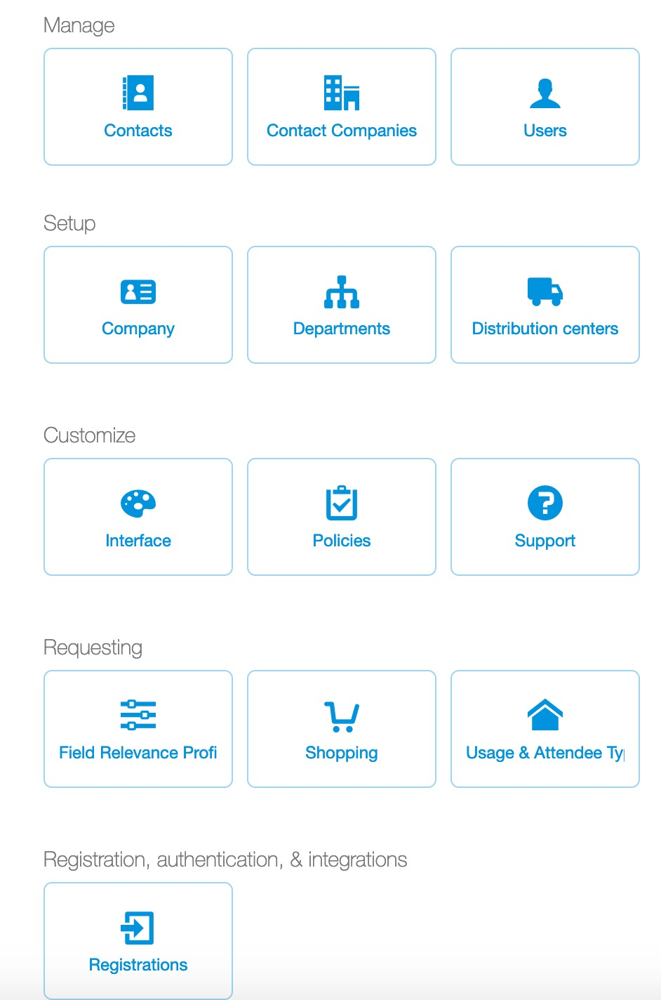 Manage
Contacts
Contact Companies
Users
Setup
Company
Departments
Distribution centers
Customize
Interface
Policies
Support
Requesting
Field Relevance Profi
Shopping
Usage & Attendee Ty
Registration, authentication, & integrations
Registrations